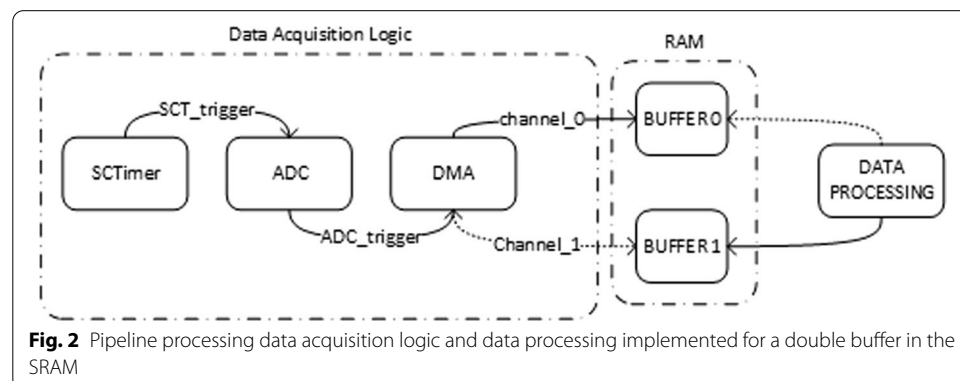 Data Acquisition Logic
RAM
SCT_trigger
channel_0
BUFFER0
SCTimer
ADC
DMA
DATA
PROCESSING
ADC_trigger
Channel_1
BUFFER1
Fig. 2 Pipeline processing data acquisition logic and data processing implemented for a double buffer in the
SRAM